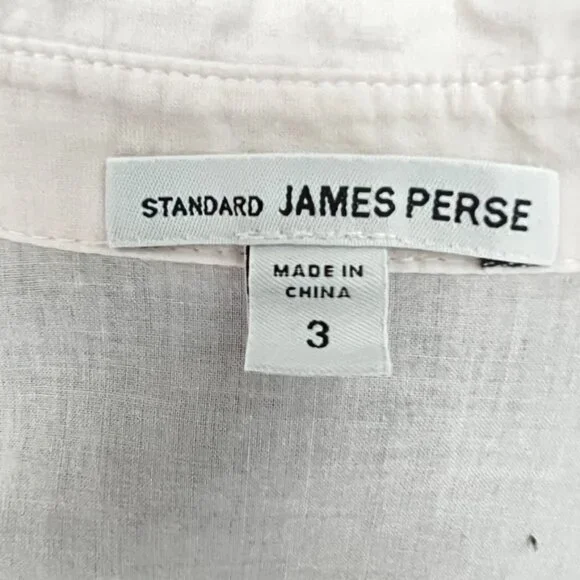 STANDARD JAMES PERSE
MADE IN
CHINA
3